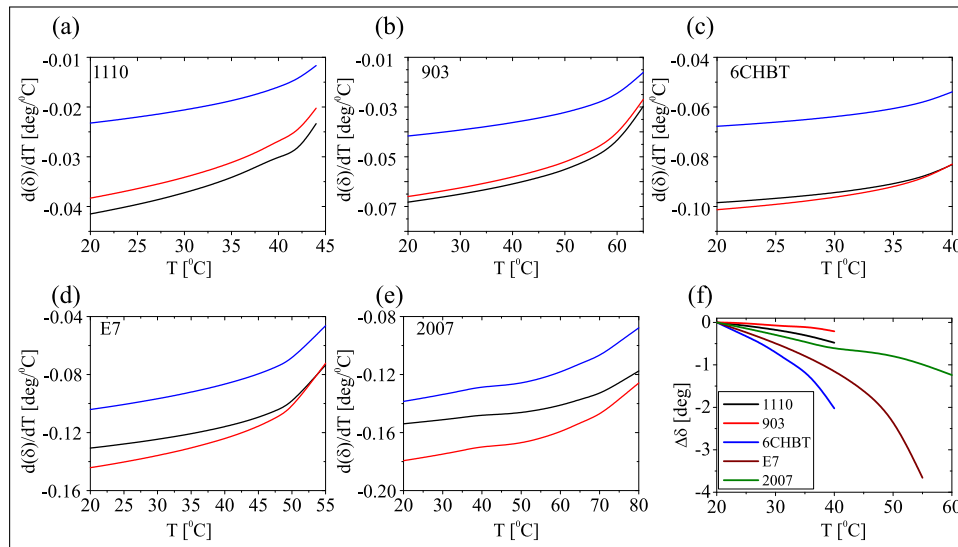 (a)
(b)
(c)
1110
903
6CHBT
d(δ)/dT [deg/⁰C]
-0.01
-0.02
-0.03
-0.04
20 25 30 35 40 45
T [⁰C]
d(δ)/dT [deg/⁰C]
-0.01
-0.03
-0.05
-0.07
20 30 40 50 60
T [⁰C]
d(δ)/dT [deg/⁰C]
-0.04
-0.06
-0.08
-0.10
20 25 30 35 40
T [⁰C]
(d)
(e)
(f)
E7
2007
d(δ)/dT [deg/⁰C]
-0.04
-0.08
-0.12
-0.16
20 25 30 35 40 45 50 55
T [⁰C]
d(δ)/dT [deg/⁰C]
-0.08
-0.12
-0.16
-0.20
20 30 40 50 60 70 80
T [⁰C]
Δδ [deg]
0
-1
-2
-3
-4
1110
903
6CHBT
E7
2007
20 30 40 50 60
T [⁰C]